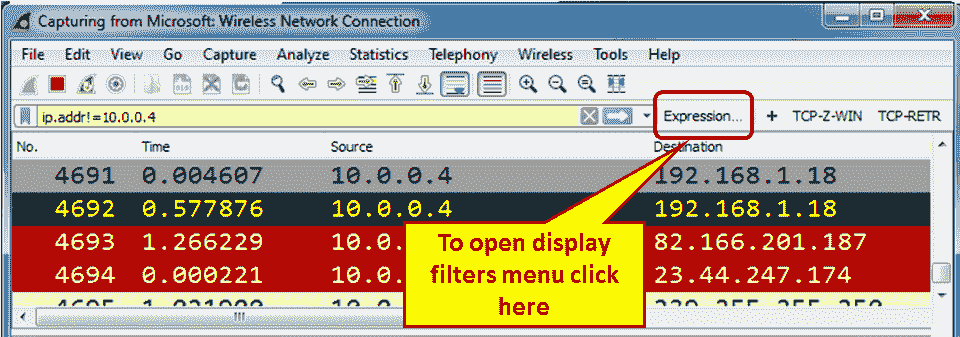 Capturing from Microsoft: Wireless Network Connection
File Edit View Go Capture Analyze Statistics Telephony Wireless Tools Help
ip.addr!=10.0.0.4 Expression... + TCP-Z-WIN TCP-RETR
No. Time Source Destination
4691 0.004607 10.0.0.4 192.168.1.18
4692 0.577876 10.0.0.4 192.168.1.18
4693 1.266229 10.0. 82.166.201.187
4694 0.000221 10.0. 23.44.247.174
To open display
filters menu click
here